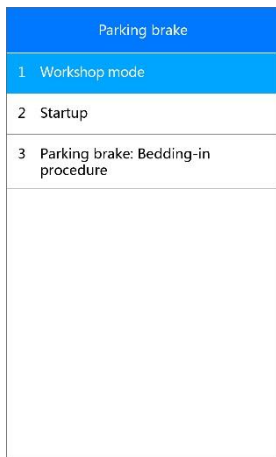 Parking brake
1 Workshop mode
2 Startup
3 Parking brake: Bedding-in
procedure